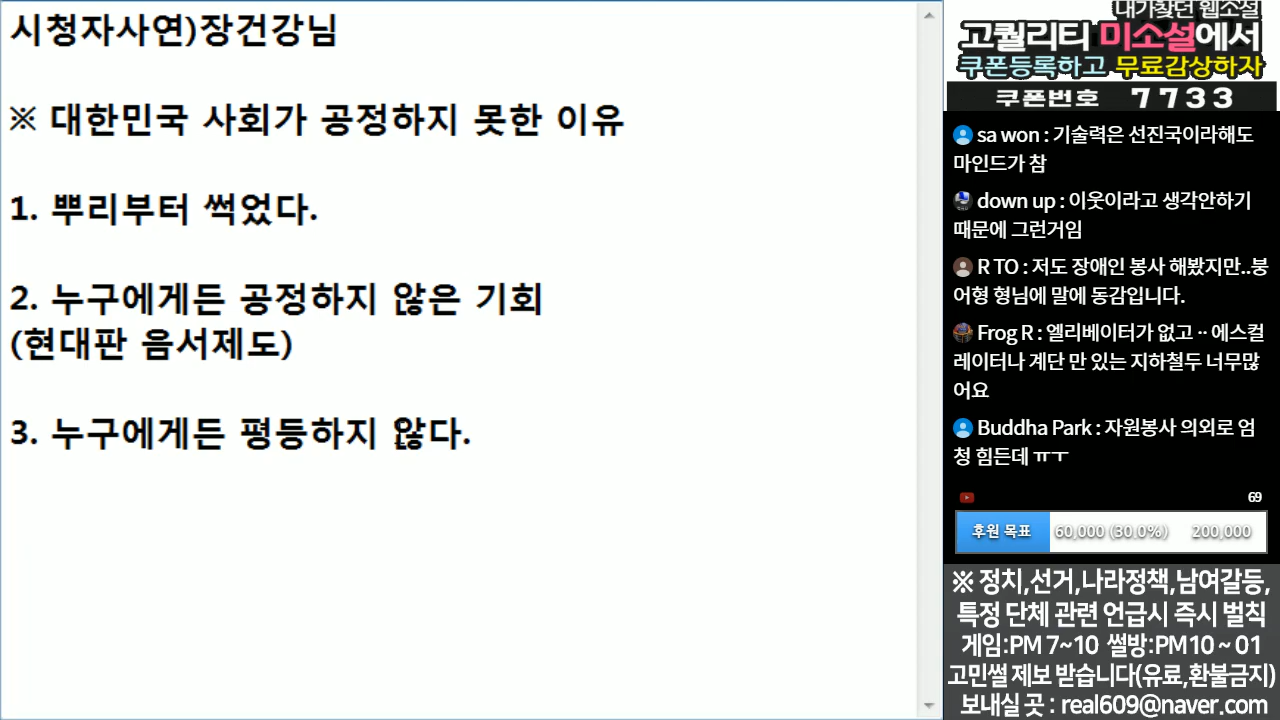 시청자사연)장건강님
※ 대한민국 사회가 공정하지 못한 이유
1. 뿌리부터 썩었다.
2. 누구에게든 공정하지 않은 기회
(현대판 음서제도)
3. 누구에게든 평등하지 않다.
내가찾던 웹소설
고퀄리티 미소설에서
쿠폰등록하고 무료감상하자
쿠폰번호 7733
sa won : 기술력은 선진국이라해도
마인드가 참
down up : 이웃이라고 생각안하기
때문에 그런거임
R TO : 저도 장애인 봉사 해봤지만..붕
어형 형님에 말에 동감입니다.
Frog R : 엘리베이터가 없고 ·· 에스컬
레이터나 계단 만 있는 지하철두 너무많
어요
Buddha Park : 자원봉사 의외로 엄
청 힘든데 ㅠㅜ
69
후원 목표 60,000 (30.0%) 200,000
※ 정치,선거,나라정책,남여갈등,
특정 단체 관련 언급시 즉시 벌칙
게임:PM 7~10 썰방:PM10 ~ 01
고민썰 제보 받습니다(유료,환불금지)
보내실 곳 : real609@naver.com